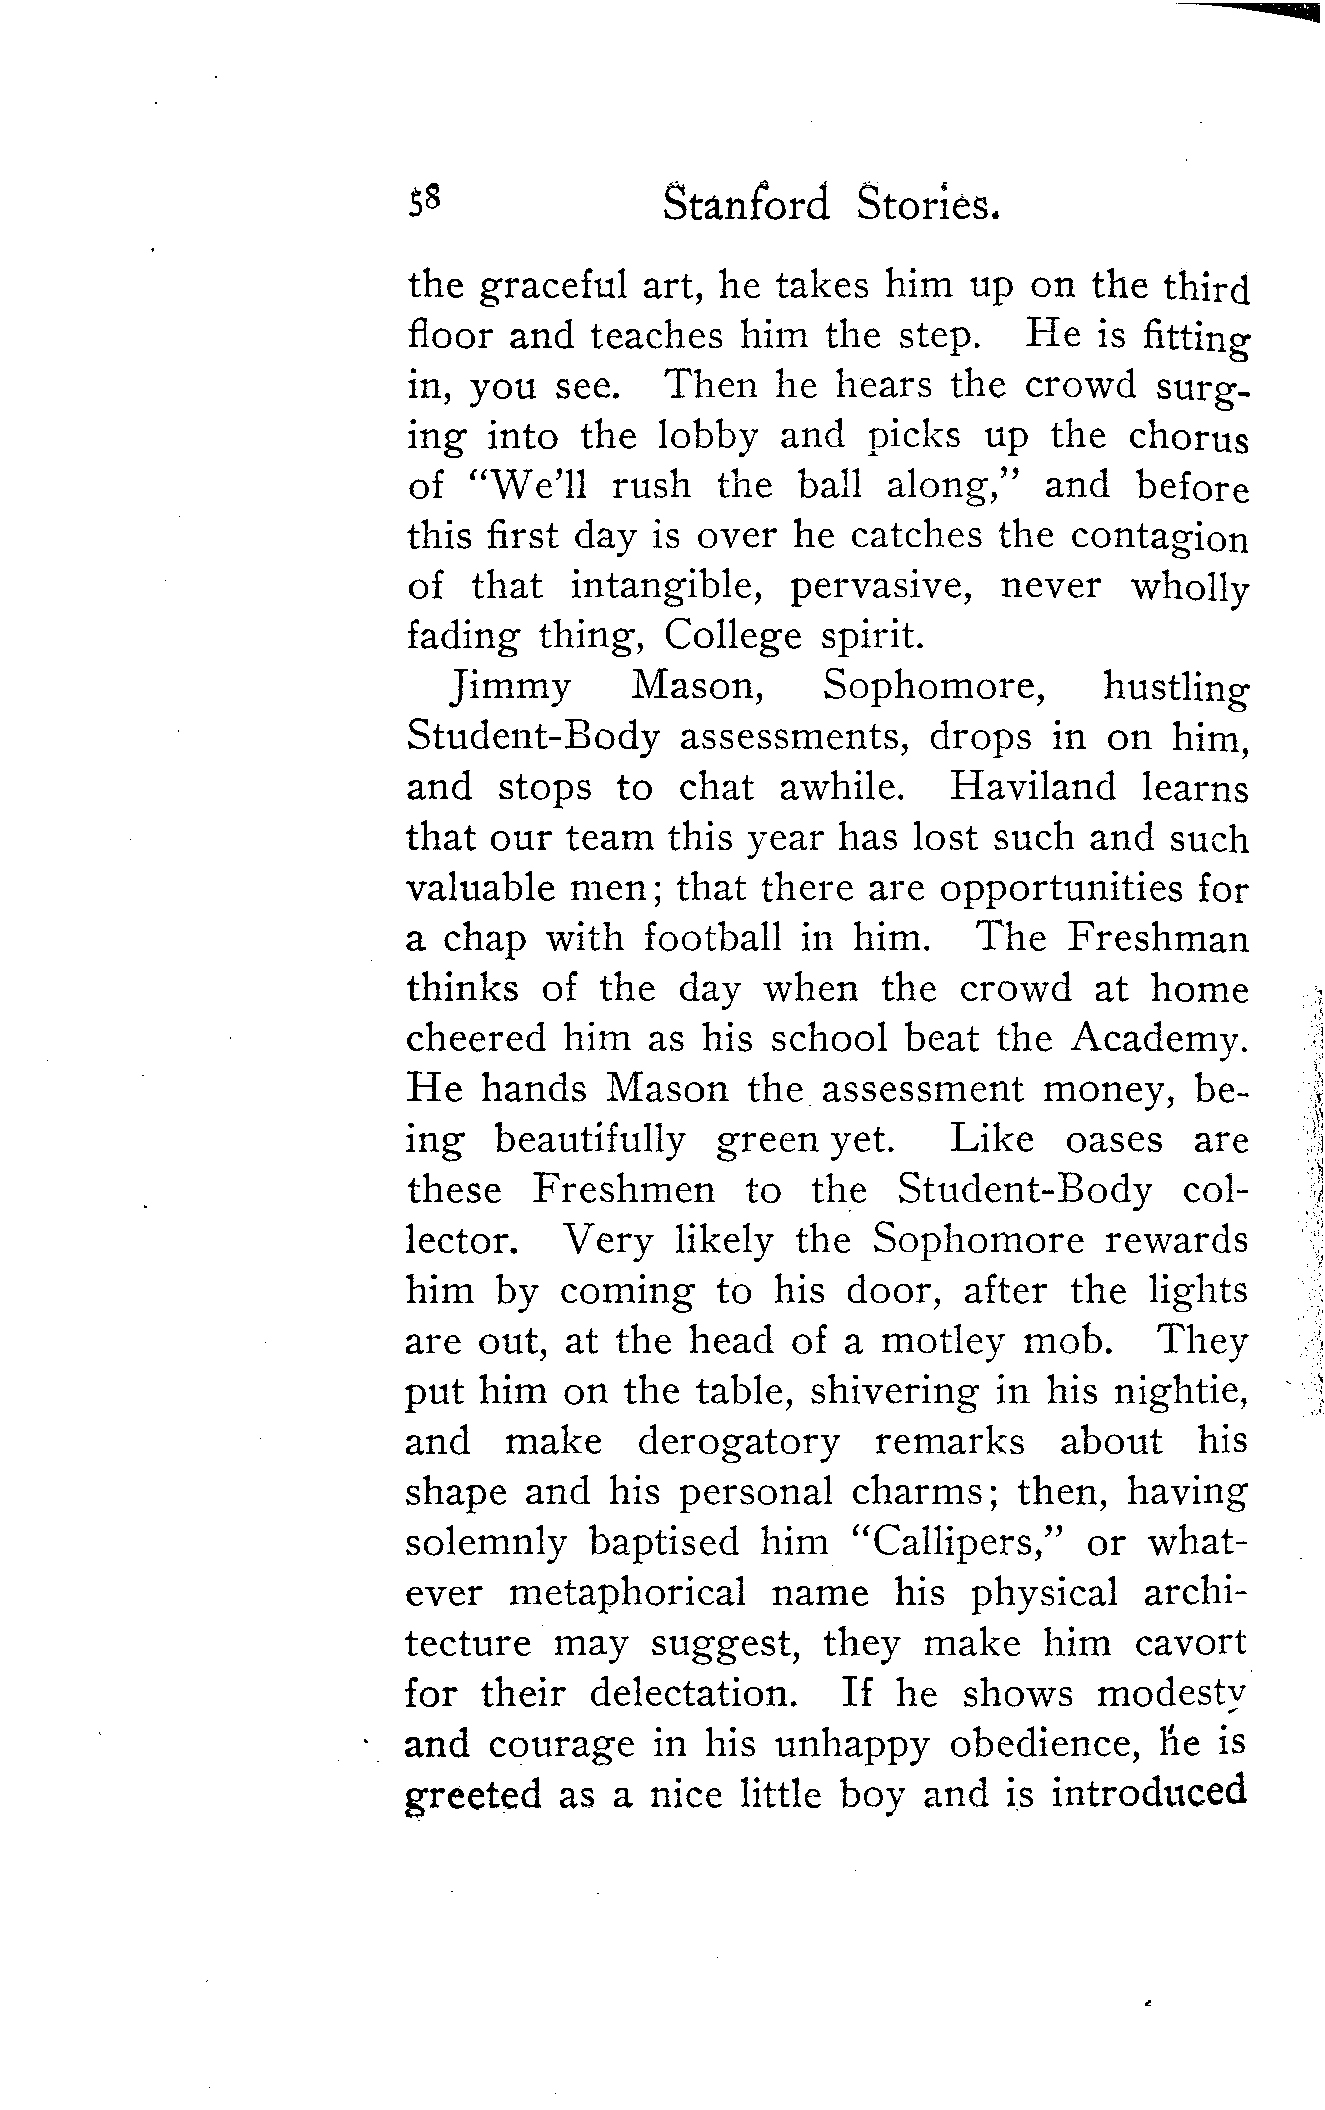 58 Stanford Stories.
the graceful art, he takes him up on the third
floor and teaches him the step. He is fitting
in, you see. Then he hears the crowd surg-
ing into the lobby and picks up the chorus
of "We'll rush the ball along," and before
this first day is over he catches the contagion
of that intangible, pervasive, never wholly
fading thing, College spirit.
Jimmy Mason, Sophomore, hustling
Student-Body assessments, drops in on him,
and stops to chat awhile. Haviland learns
that our team this year has lost such and such
valuable men; that there are opportunities for
a chap with football in him. The Freshman
thinks of the day when the crowd at home
cheered him as his school beat the Academy.
He hands Mason the assessment money, be-
ing beautifully green yet. Like oases are
these Freshmen to the Student-Body col-
lector. Very likely the Sophomore rewards
him by coming to his door, after the lights
are out, at the head of a motley mob. They
put him on the table, shivering in his nightie,
and make derogatory remarks about his
shape and his personal charms; then, having
solemnly baptised him "Callipers," or what-
ever metaphorical name his physical archi-
tecture may suggest, they make him cavort
for their delectation. If he shows modesty
and courage in his unhappy obedience, he is
greeted as a nice little boy and is introduced